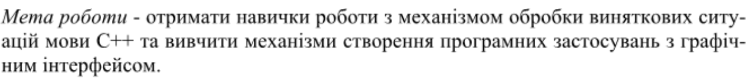 Мета роботи - отримати навички роботи з механізмом обробки виняткових ситу-
ацій мови С++ та вивчити механізми створення програмних застосувань з графіч-
ним інтерфейсом.